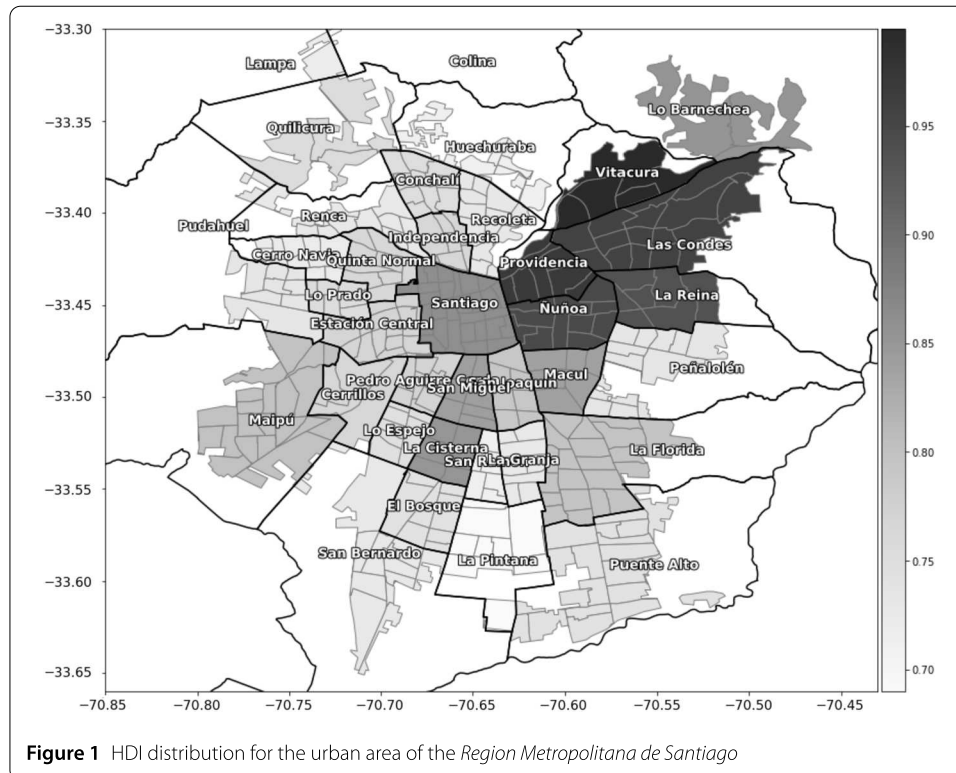 −33.30
−33.35
−33.40
−33.45
−33.50
−33.55
−33.60
−33.65
Lampa
Colina
Lo Barnechea
Quilicura
Huechuraba
Vitacura
Conchalí
Renca
Recoleta
Pudahuel
Independencia
Las Condes
Cerro Navia
Quinta Normal
Providencia
Lo Prado
Santiago
La Reina
Ñuñoa
Estación Central
Peñalolén
Macul
Pedro Aguirre
San Miguel
Joaquin
Cerrillos
Maipú
Lo Espejo
La Cisterna
La Florida
San
La Granja
El Bosque
San Bernardo
La Pintana
Puente Alto
−70.85
−70.80
−70.75
−70.70
−70.65
−70.60
−70.55
−70.50
−70.45
0.95
0.90
0.85
0.80
0.75
0.70
Figure 1 HDI distribution for the urban area of the Region Metropolitana de Santiago